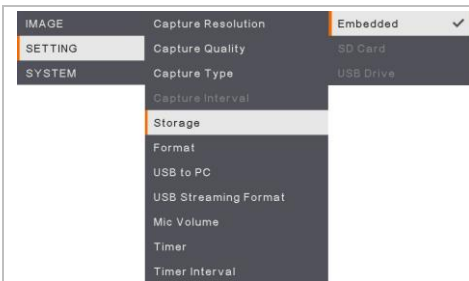 IMAGE
SETTING
SYSTEM
Capture Resolution
Capture Quality
Capture Type
Capture Interval
Storage
Format
USB to PC
USB Streaming Format
Mic Volume
Timer
Timer Interval
Embedded
SD Card
USB Drive